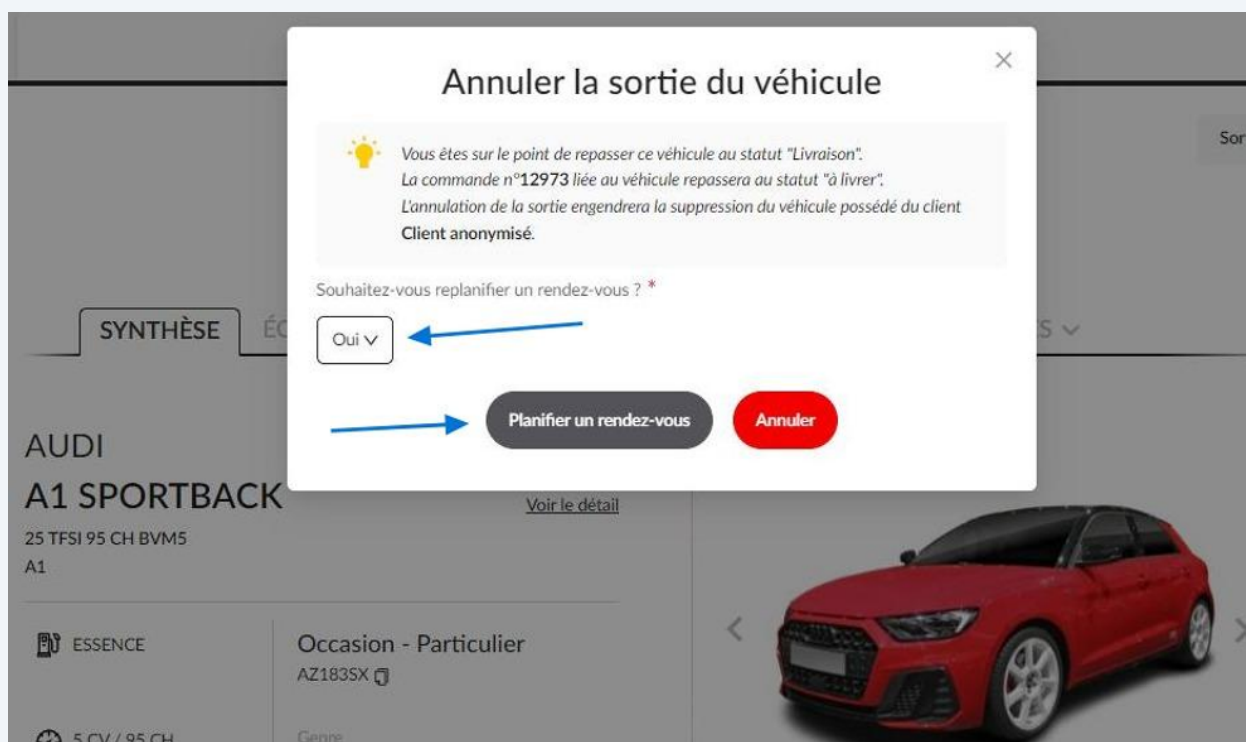 Annuler la sortie du véhicule
Vous êtes sur le point de repasser ce véhicule au statut "Livraison".
La commande n°12973 liée au véhicule repassera au statut "à livrer".
L'annulation de la sortie engendrera la suppression du véhicule possédé du client
Client anonymisé.
Souhaitez-vous replanifier un rendez-vous ? *
Oui
Planifier un rendez-vous
Annuler
Sor
SYNTHÈSE
ÉC
S
AUDI
A1 SPORTBACK
Voir le détail
25 TFSI 95 CH BVM5
A1
ESSENCE
Occasion - Particulier
AZ183SX
5 CV / 95 CH
Genre